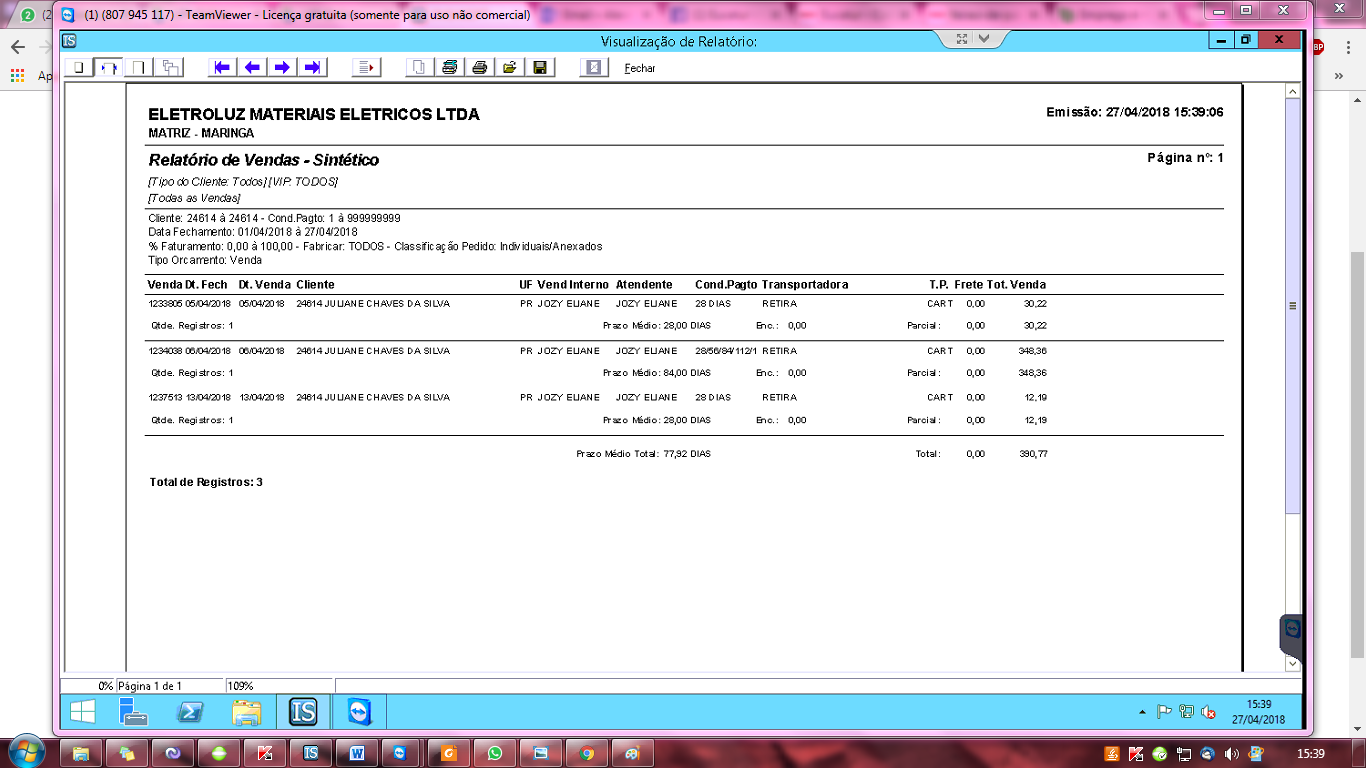 (1) (807 945 117) - TeamViewer - Licença gratuita (somente para uso não comercial)
Visualização de Relatório:
Fechar
ELETROLUZ MATERIAIS ELETRICOS LTDA
Emissão: 27/04/2018 15:39:06
MATRIZ - MARINGA
Relatório de Vendas - Sintético
Página nº: 1
[Tipo do Cliente: Todos] [VIP: TODOS]
[Todas as Vendas]
Cliente: 24614 à 24614 - Cond.Pagto: 1 à 999999999
Data Fechamento: 01/04/2018 à 27/04/2018
% Faturamento: 0,00 à 100,00 - Fabricar: TODOS - Classificação Pedido: Individuais/Anexados
Tipo Orcamento: Venda
Venda Dt. Fech Dt. Venda Cliente UF Vend Interno Atendente Cond.Pagto Transportadora T.P. Frete Tot. Venda
1233805 05/04/2018 05/04/2018 24614 JULIANE CHAVES DA SILVA PR JOZY ELIANE JOZY ELIANE 28 DIAS RETIRA CART 0,00 30,22
Qtde. Registros: 1 Prazo Médio: 28,00 DIAS Enc.: 0,00 Parcial: 0,00 30,22
1234038 06/04/2018 06/04/2018 24614 JULIANE CHAVES DA SILVA PR JOZY ELIANE JOZY ELIANE 28/56/84/112/1 RETIRA CART 0,00 348,36
Qtde. Registros: 1 Prazo Médio: 84,00 DIAS Enc.: 0,00 Parcial: 0,00 348,36
1237513 13/04/2018 13/04/2018 24614 JULIANE CHAVES DA SILVA PR JOZY ELIANE JOZY ELIANE 28 DIAS RETIRA CART 0,00 12,19
Qtde. Registros: 1 Prazo Médio: 28,00 DIAS Enc.: 0,00 Parcial: 0,00 12,19
Prazo Médio Total: 77,92 DIAS Total: 0,00 390,77
Total de Registros: 3
0% Página 1 de 1 109%
15:39
27/04/2018
15:39